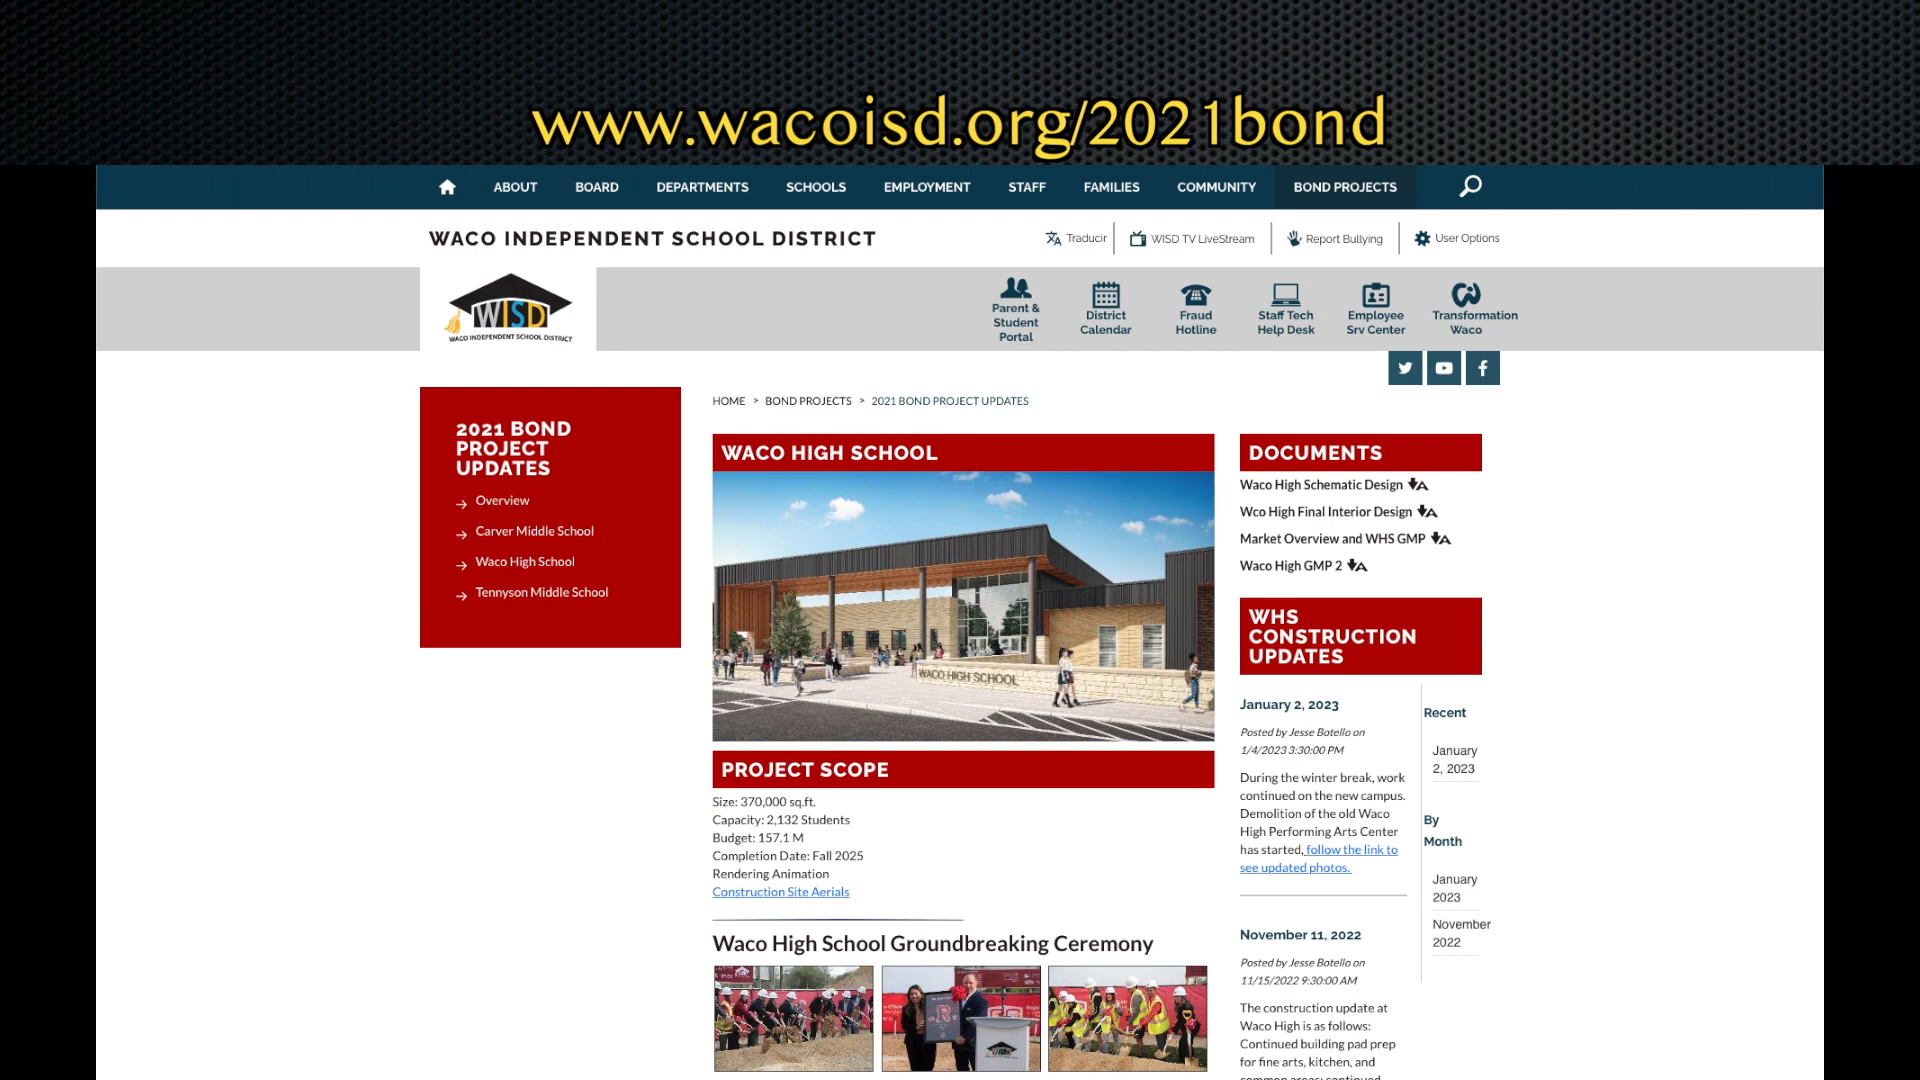 www.wacoisd.org/2021bond
ABOUT BOARD DEPARTMENTS SCHOOLS EMPLOYMENT STAFF FAMILIES COMMUNITY BOND PROJECTS
WACO INDEPENDENT SCHOOL DISTRICT
Traducir WISD TV LiveStream Report Bullying User Options
WISD
WACO INDEPENDENT SCHOOL DISTRICT
Parent &
Student
Portal
District
Calendar
Fraud
Hotline
Staff Tech
Help Desk
Employee
Srv Center
Transformation
Waco
2021 BOND
PROJECT
UPDATES
Overview
Carver Middle School
Waco High School
Tennyson Middle School
HOME > BOND PROJECTS > 2021 BOND PROJECT UPDATES
WACO HIGH SCHOOL
WACO HIGH SCHOOL
PROJECT SCOPE
Size: 370,000 sq.ft.
Capacity: 2,132 Students
Budget: 157.1 M
Completion Date: Fall 2025
Rendering Animation
Construction Site Aerials
Waco High School Groundbreaking Ceremony
WISD
DOCUMENTS
Waco High Schematic Design
Wco High Final Interior Design
Market Overview and WHS GMP
Waco High GMP 2
WHS
CONSTRUCTION
UPDATES
January 2, 2023
Posted by Jesse Botello on
1/4/2023 3:30:00 PM
During the winter break, work
continued on the new campus.
Demolition of the old Waco
High Performing Arts Center
has started, follow the link to
see updated photos.
November 11, 2022
Posted by Jesse Botello on
11/15/2022 9:30:00 AM
The construction update at
Waco High is as follows:
Continued building pad prep
for fine arts, kitchen, and
common areas; continued
Recent
January
2, 2023
By
Month
January
2023
November
2022